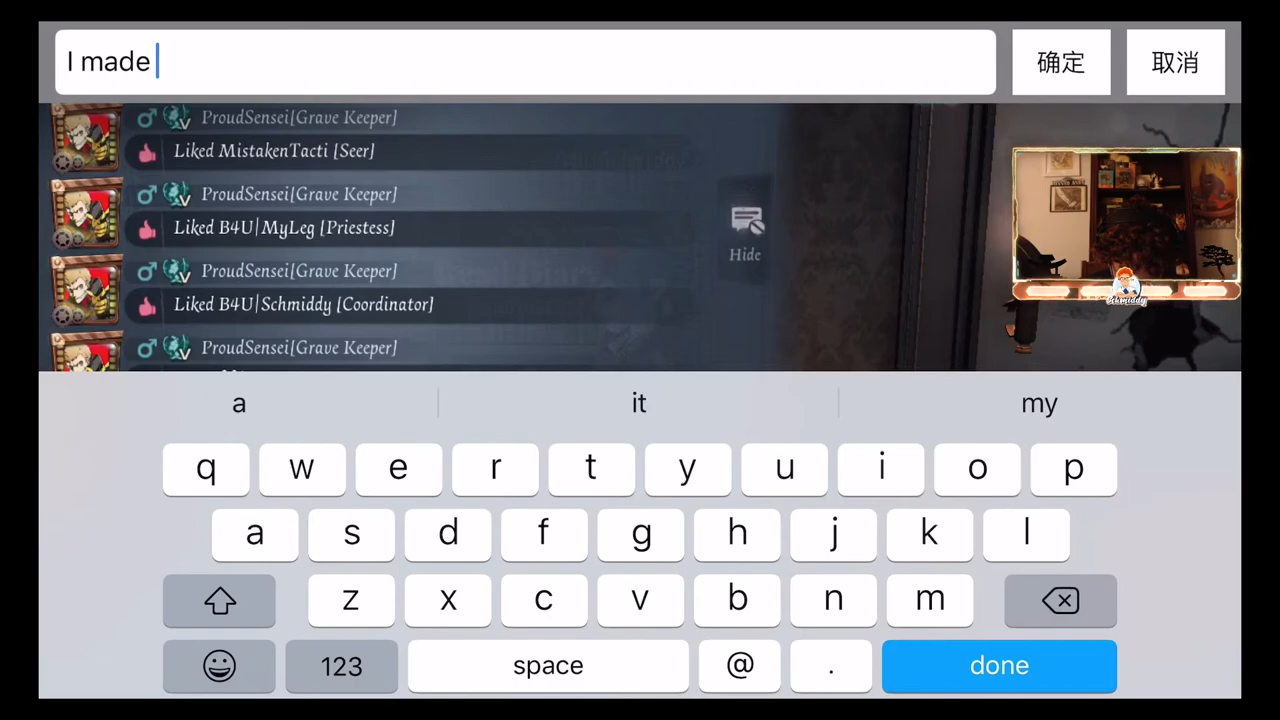 I made
确定
取消
ProudSensei[Grave Keeper]
Liked MistakenTacti [Seer]
ProudSensei[Grave Keeper]
Liked B4U|MyLeg [Priestess]
ProudSensei[Grave Keeper]
Liked B4U|Schmiddy [Coordinator]
ProudSensei[Grave Keeper]
Hide
Schmiddy
a it my
q w e r t y u i o p
a s d f g h j k l
z x c v b n m
123 space @ . done